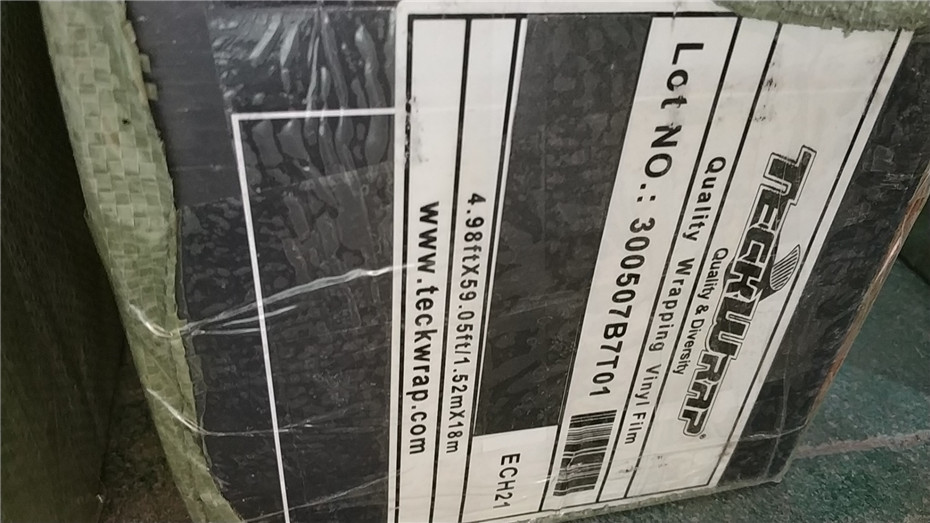 TECKWRAP®
Quality & Diversity
Quality Wrapping Vinyl Film
Lot NO.: 300507B7T01
ECH21
4.98ftX59.05ft/1.52mX18m
www.teckwrap.com